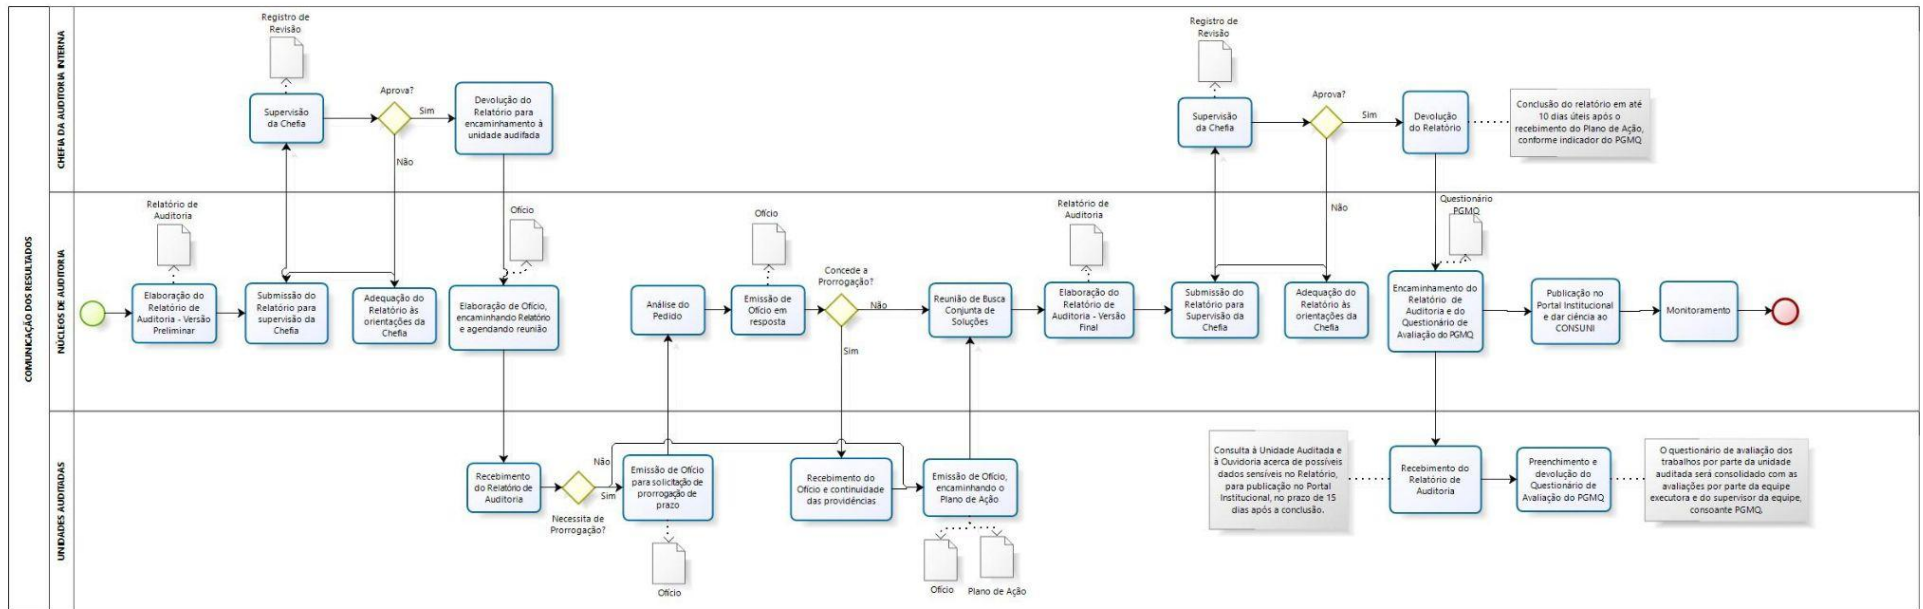 COMUNICAÇÃO DOS RESULTADOS
CHEFIA DA AUDITORIA INTERNA
Registro de
Revisão
Supervisão
da Chefia
Aprova?
Sim
Não
Devolução do
Relatório para
encaminhamento à
unidade auditada
Registro de
Revisão
Supervisão
da Chefia
Aprova?
Sim
Não
Devolução
do Relatório
Conclusão do relatório em até
10 dias úteis após o
recebimento do Plano de Ação,
conforme indicador do PGMQ
NÚCLEOS DE AUDITORIA
Relatório de
Auditoria
Elaboração do
Relatório de
Auditoria - Versão
Preliminar
Submissão do
Relatório para
supervisão da
Chefia
Adequação do
Relatório às
orientações da
Chefia
Ofício
Elaboração de Ofício,
encaminhando Relatório
e agendando reunião
Análise do
Pedido
Ofício
Emissão de
Ofício em
resposta
Concede a
Prorrogação?
Não
Sim
Reunião de Busca
Conjunta de
Soluções
Relatório de
Auditoria
Elaboração do
Relatório de
Auditoria - Versão
Final
Submissão do
Relatório para
Supervisão da
Chefia
Adequação do
Relatório às
orientações da
Chefia
Questionário
PGMQ
Encaminhamento do
Relatório de
Auditoria e do
Questionário de
Avaliação do PGMQ
Publicação no
Portal Institucional
e dar ciência ao
CONSUNI
Monitoramento
UNIDADES AUDITADAS
Recebimento
do Relatório de
Auditoria
Necessita de
Prorrogação?
Não
Sim
Emissão de Ofício
para solicitação de
prorrogação de
prazo
Ofício
Recebimento do
Ofício e continuidade
das providências
Emissão de Ofício,
encaminhando o
Plano de Ação
Ofício
Plano de Ação
Consulta à Unidade Auditada e
à Ouvidoria acerca de possíveis
dados sensíveis no Relatório,
para publicação no Portal
Institucional, no prazo de 15
dias após a conclusão.
Recebimento do
Relatório de
Auditoria
Preenchimento e
devolução do
Questionário de
Avaliação do PGMQ
O questionário de avaliação dos
trabalhos por parte da unidade
auditada será consolidado com as
avaliações por parte da equipe
executora e do supervisor da equipe,
consoante PGMQ.